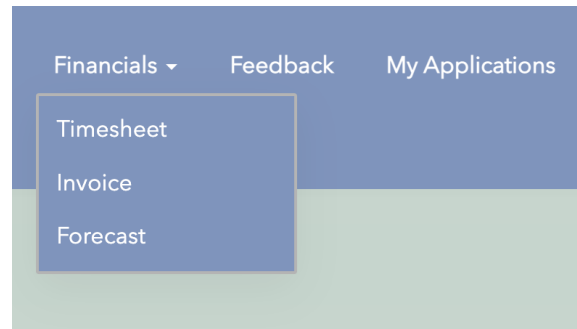 Financials Feedback My Applications
Timesheet
Invoice
Forecast